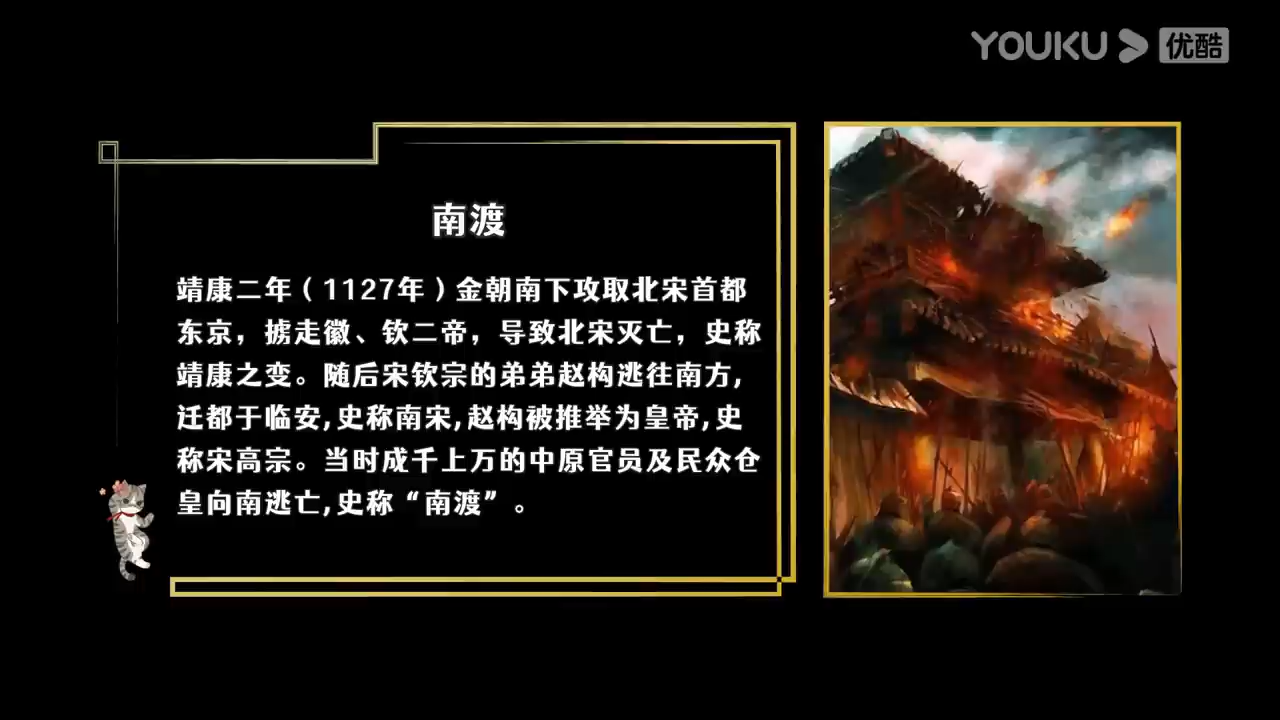 YOUKU 优酷
南渡
靖康二年（1127年）金朝南下攻取北宋首都
东京，掳走徽、钦二帝，导致北宋灭亡，史称
靖康之变。随后宋钦宗的弟弟赵构逃往南方,
迁都于临安,史称南宋,赵构被推举为皇帝,史
称宋高宗。当时成千上万的中原官员及民众仓
皇向南逃亡,史称“南渡”。